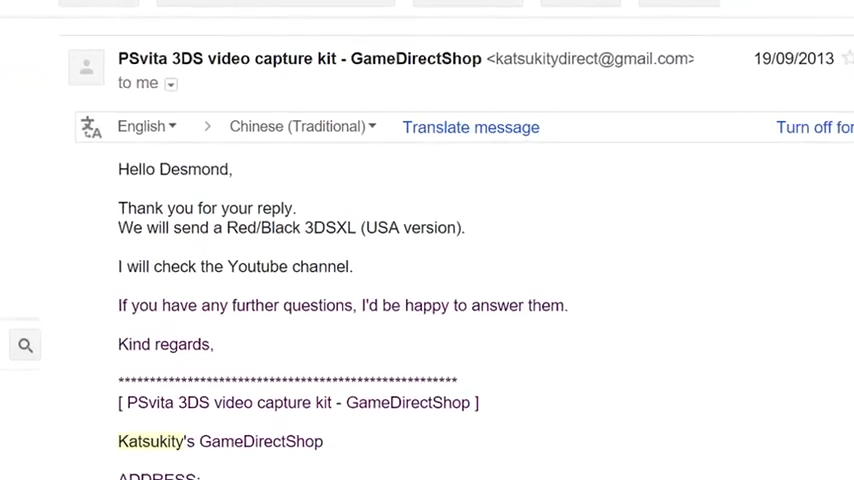 PSvita 3DS video capture kit - GameDirectShop <katsukitydirect@gmail.com> 19/09/2013
to me
English > Chinese (Traditional) Translate message Turn off for
Hello Desmond,
Thank you for your reply.
We will send a Red/Black 3DSXL (USA version).
I will check the Youtube channel.
If you have any further questions, I'd be happy to answer them.
Kind regards,
******************************************************
[ PSvita 3DS video capture kit - GameDirectShop ]
Katsukity's GameDirectShop
ADDRESS: